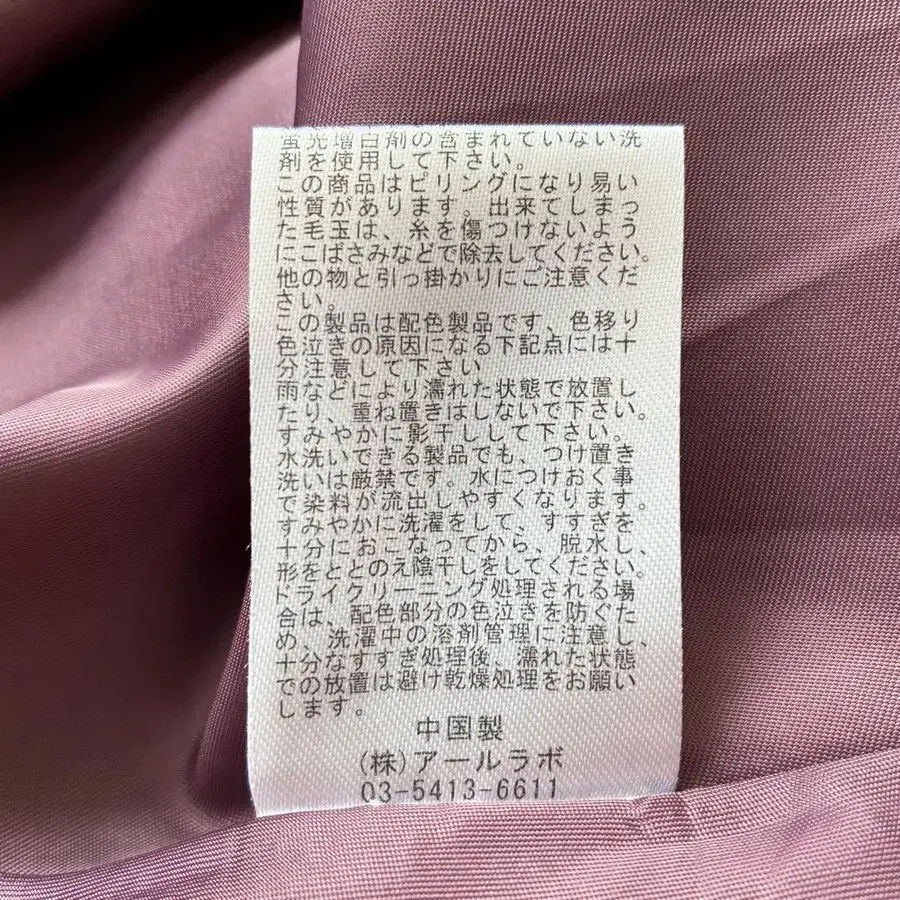 蛍光増白剤の含まれていない洗
剤を使用して下さい。
この商品はピリングになり易い
性質があります。出来てしまっ
た毛玉は、糸を傷つけないよう
にこばさみなどで除去してください。
他の物と引っ掛かりにご注意くだ
さい。
この製品は配色製品です、色移り
色泣きの原因になる下記点には十
分注意して下さい
雨などにより濡れた状態で放置し
たり、重ね置きはしないで下さい。
すみやかに影干しして下さい。
水洗いできる製品でも、つけ置き
洗いは厳禁です。水につけおく事
で染料が流出しやすくなります。
すみやかに洗濯をして、すすぎを
十分におこなってから、脱水し、
形をととのえ陰干しをしてください。
ドライクリーニング処理される場
合は、配色部分の色泣きを防ぐた
め、洗濯中の溶剤管理に注意し、
十分なすすぎ処理後、濡れた状態
での放置は避け乾燥処理をお願い
します。
中国製
(株)アールラボ
03-5413-6611